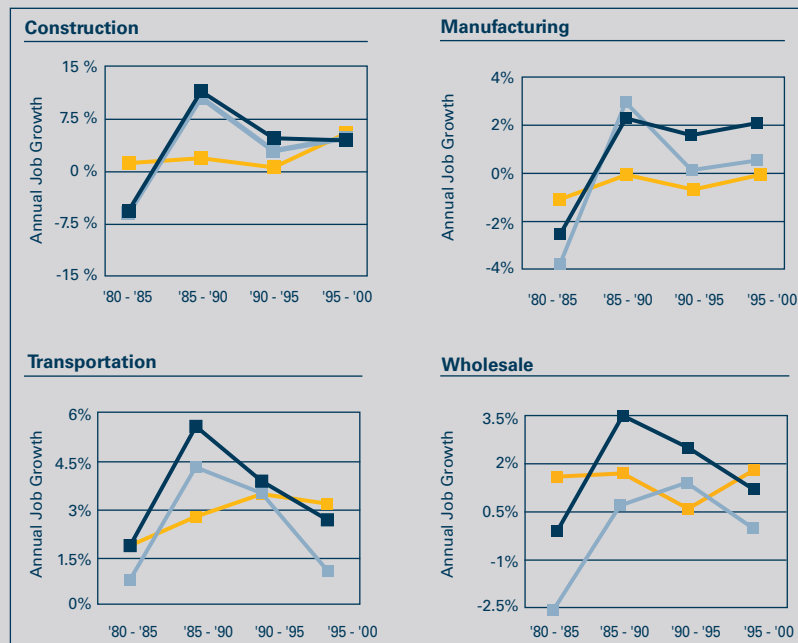 Construction
Annual Job Growth
15 %
7.5 %
0 %
-7.5 %
-15 %
'80 - '85 '85 - '90 '90 - '95 '95 - '00
Manufacturing
Annual Job Growth
4%
2%
0%
-2%
-4%
'80 - '85 '85 - '90 '90 - '95 '95 - '00
Transportation
Annual Job Growth
6%
4.5%
3%
1.5%
0%
'80 - '85 '85 - '90 '90 - '95 '95 - '00
Wholesale
Annual Job Growth
3.5%
2%
0.5%
-1%
-2.5%
'80 - '85 '85 - '90 '90 - '95 '95 - '00